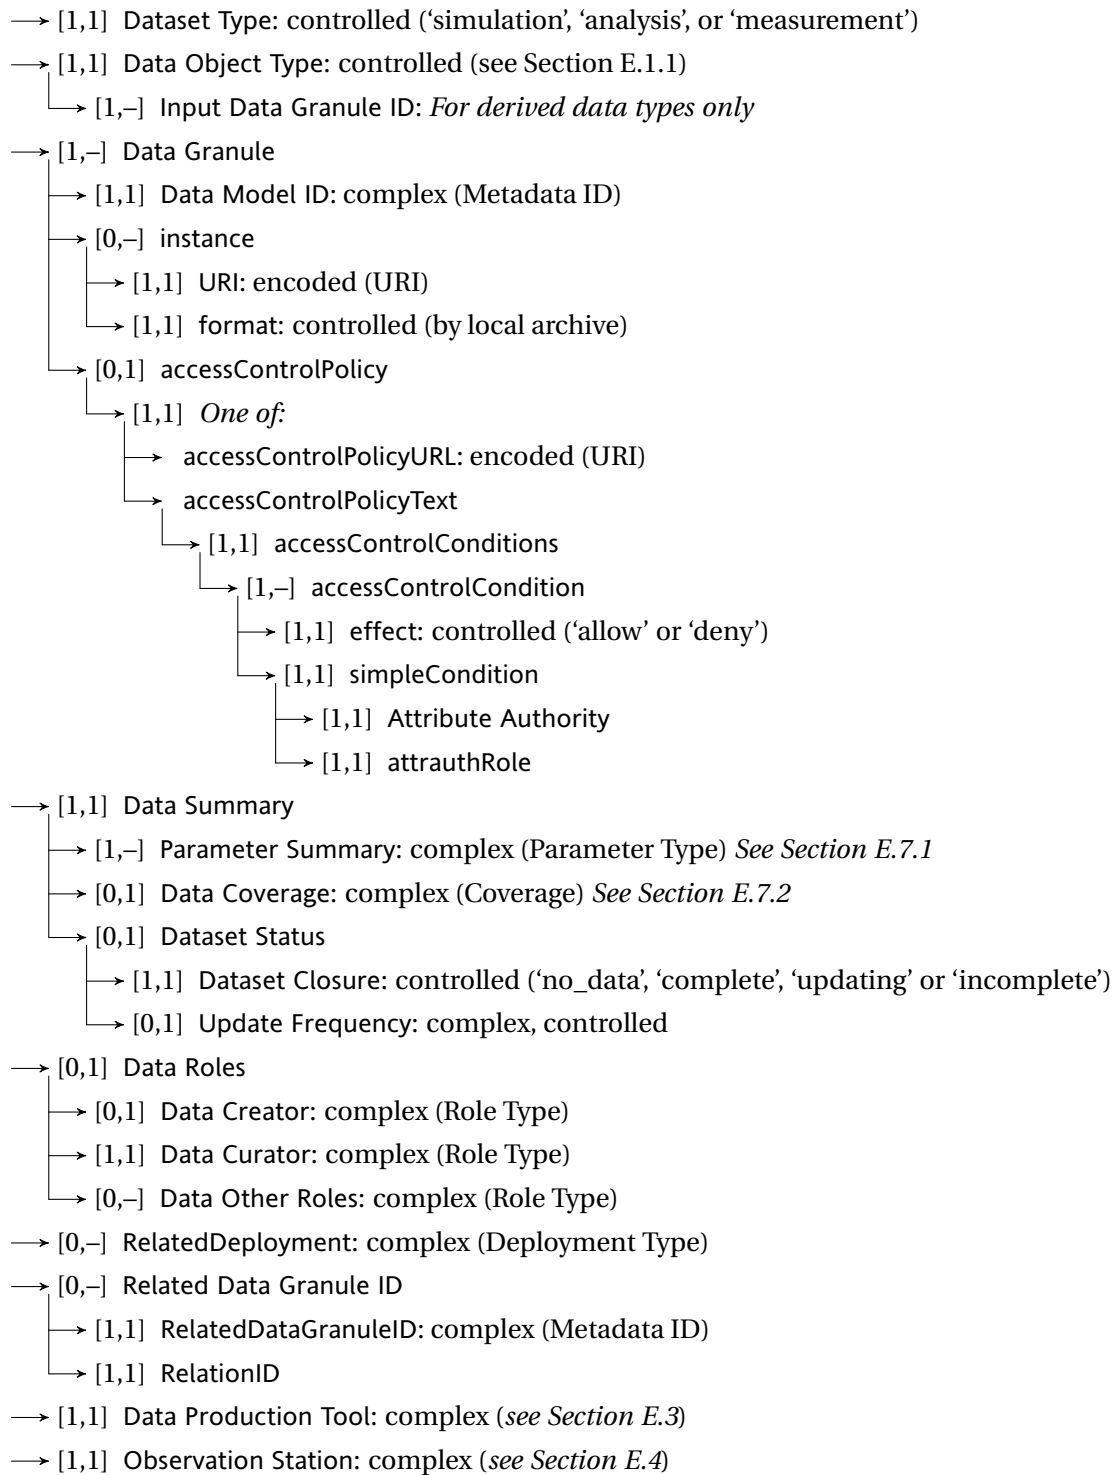 [1,1] Dataset Type: controlled (‘simulation’, ‘analysis’, or ‘measurement’)
[1,1] Data Object Type: controlled (see Section E.1.1)
[1,–] Input Data Granule ID: For derived data types only
[1,–] Data Granule
[1,1] Data Model ID: complex (Metadata ID)
[0,–] instance
[1,1] URI: encoded (URI)
[1,1] format: controlled (by local archive)
[0,1] accessControlPolicy
[1,1] One of:
accessControlPolicyURL: encoded (URI)
accessControlPolicyText
[1,1] accessControlConditions
[1,–] accessControlCondition
[1,1] effect: controlled (‘allow’ or ‘deny’)
[1,1] simpleCondition
[1,1] Attribute Authority
[1,1] attrauthRole
[1,1] Data Summary
[1,–] Parameter Summary: complex (Parameter Type) See Section E.7.1
[0,1] Data Coverage: complex (Coverage) See Section E.7.2
[0,1] Dataset Status
[1,1] Dataset Closure: controlled (‘no_data’, ‘complete’, ‘updating’ or ‘incomplete’)
[0,1] Update Frequency: complex, controlled
[0,1] Data Roles
[0,1] Data Creator: complex (Role Type)
[1,1] Data Curator: complex (Role Type)
[0,–] Data Other Roles: complex (Role Type)
[0,–] RelatedDeployment: complex (Deployment Type)
[0,–] Related Data Granule ID
[1,1] RelatedDataGranuleID: complex (Metadata ID)
[1,1] RelationID
[1,1] Data Production Tool: complex (see Section E.3)
[1,1] Observation Station: complex (see Section E.4)